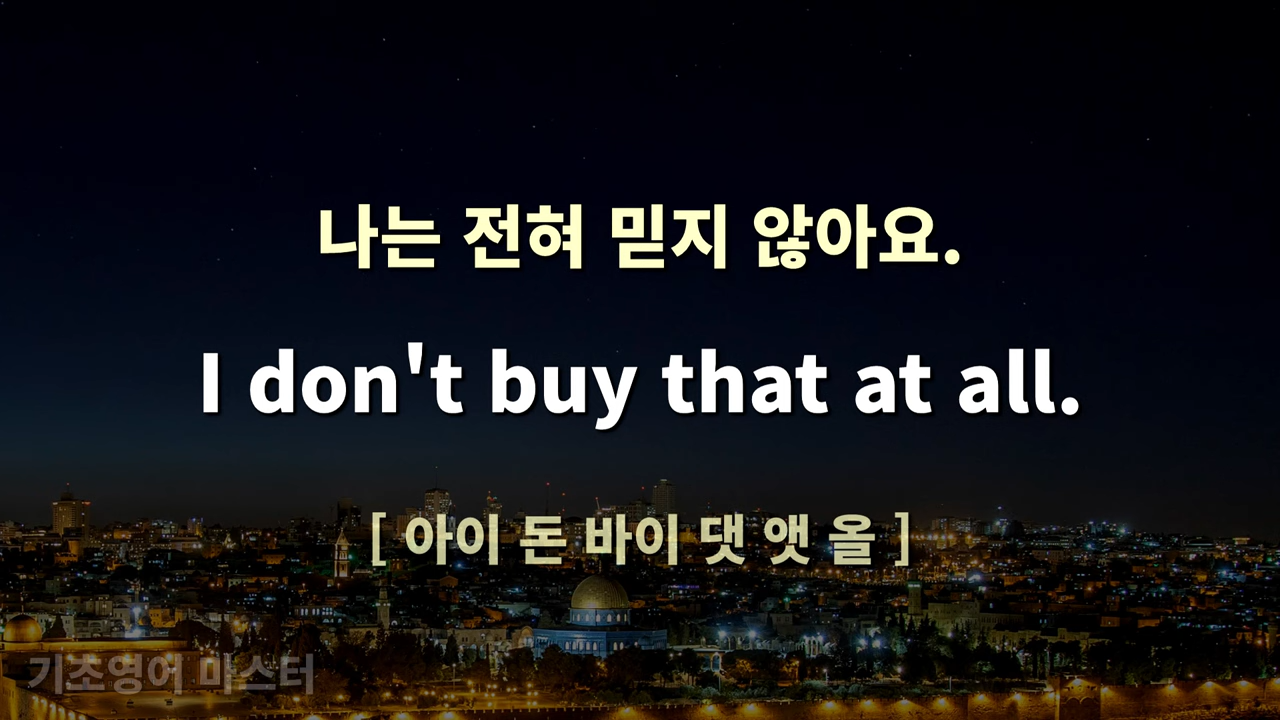 나는 전혀 믿지 않아요.
I don't buy that at all.
[ 아이 돈 바이 댓 앳 올 ]
기초영어 마스터